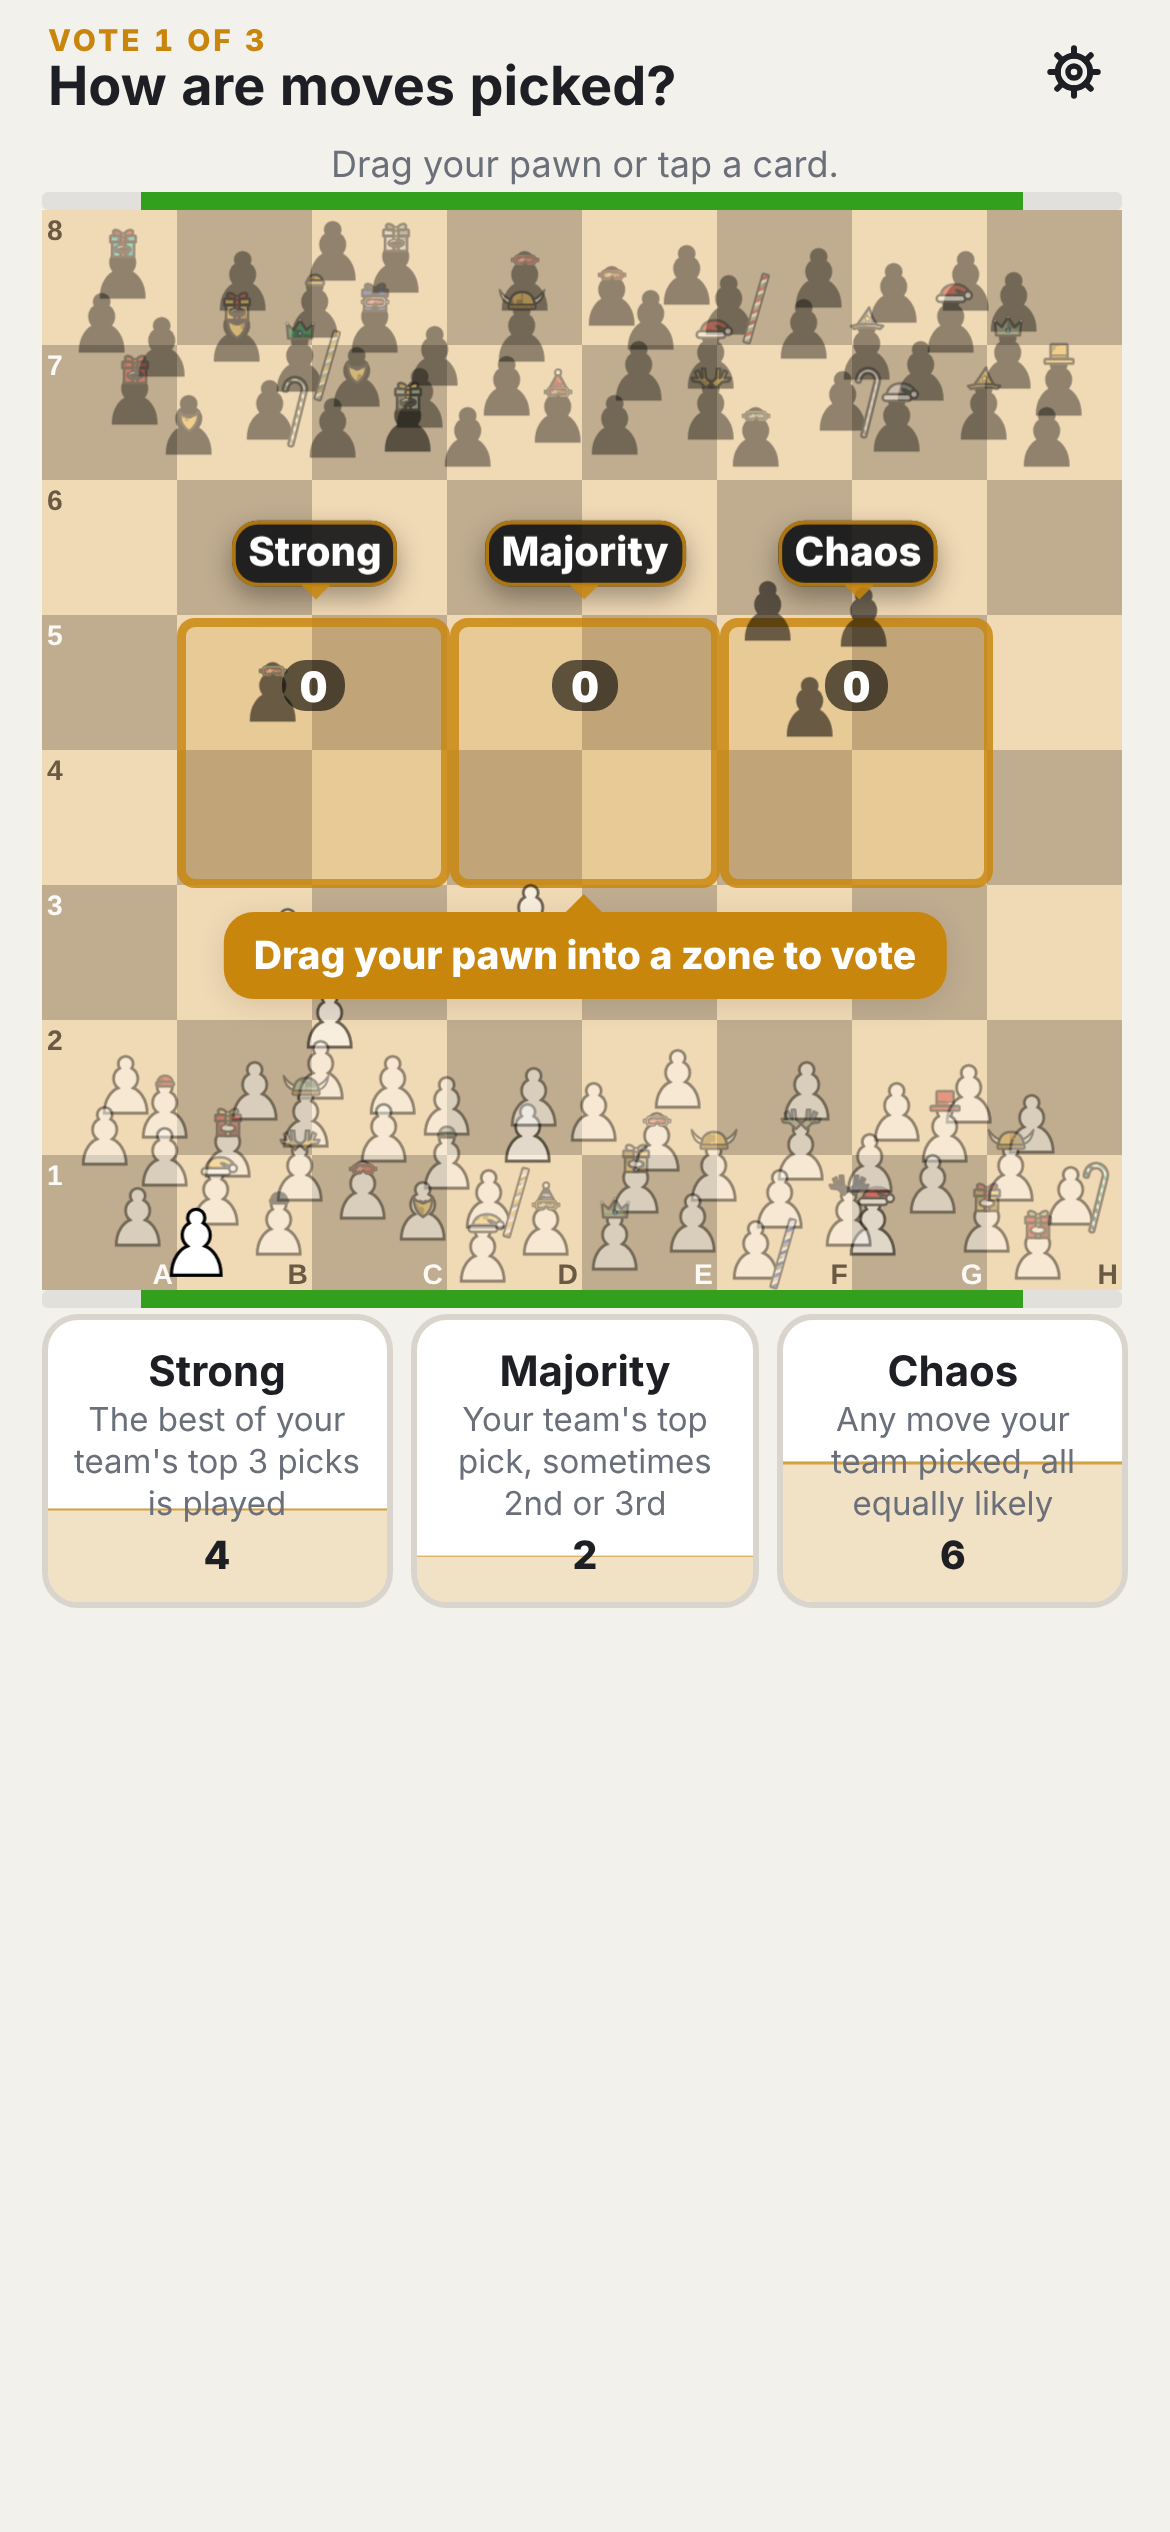 VOTE 1 OF 3
How are moves picked?
Drag your pawn or tap a card.
8
7
6
Strong Majority Chaos
5
0 0 0
4
3
Drag your pawn into a zone to vote
2
1
A B C D E F G H
Strong
The best of your
team's top 3 picks
is played
4
Majority
Your team's top
pick, sometimes
2nd or 3rd
2
Chaos
Any move your
team picked, all
equally likely
6